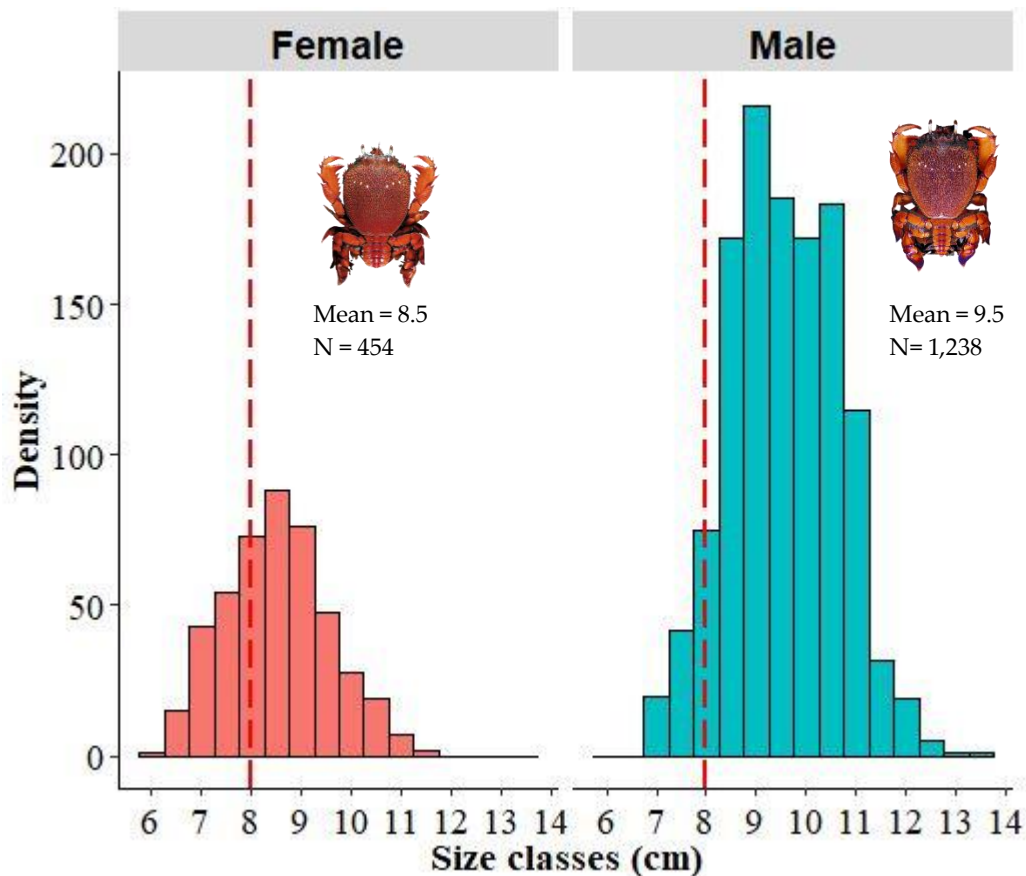 Female
Male
Mean = 8.5
N = 454
Mean = 9.5
N= 1,238
Density
200
150
100
50
0
6 7 8 9 10 11 12 13 14
6 7 8 9 10 11 12 13 14
Size classes (cm)